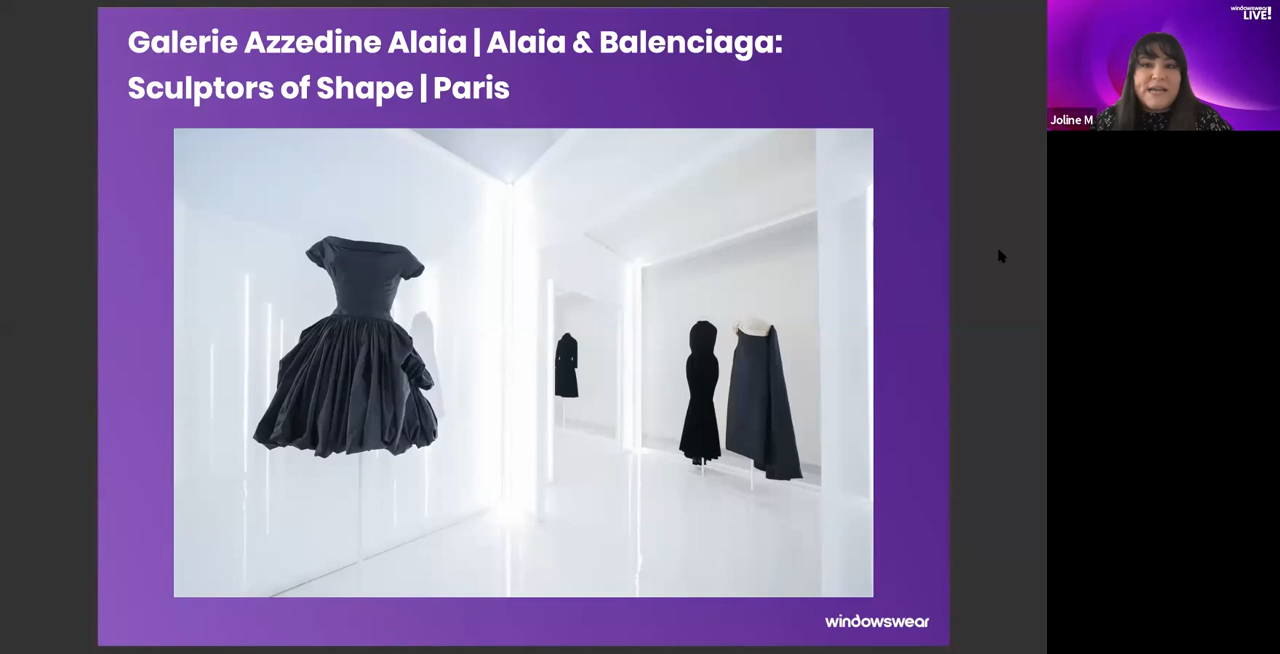 Galerie Azzedine Alaia | Alaia & Balenciaga:
Sculptors of Shape | Paris
windowswear
LIVE!
Joline M
windowswear